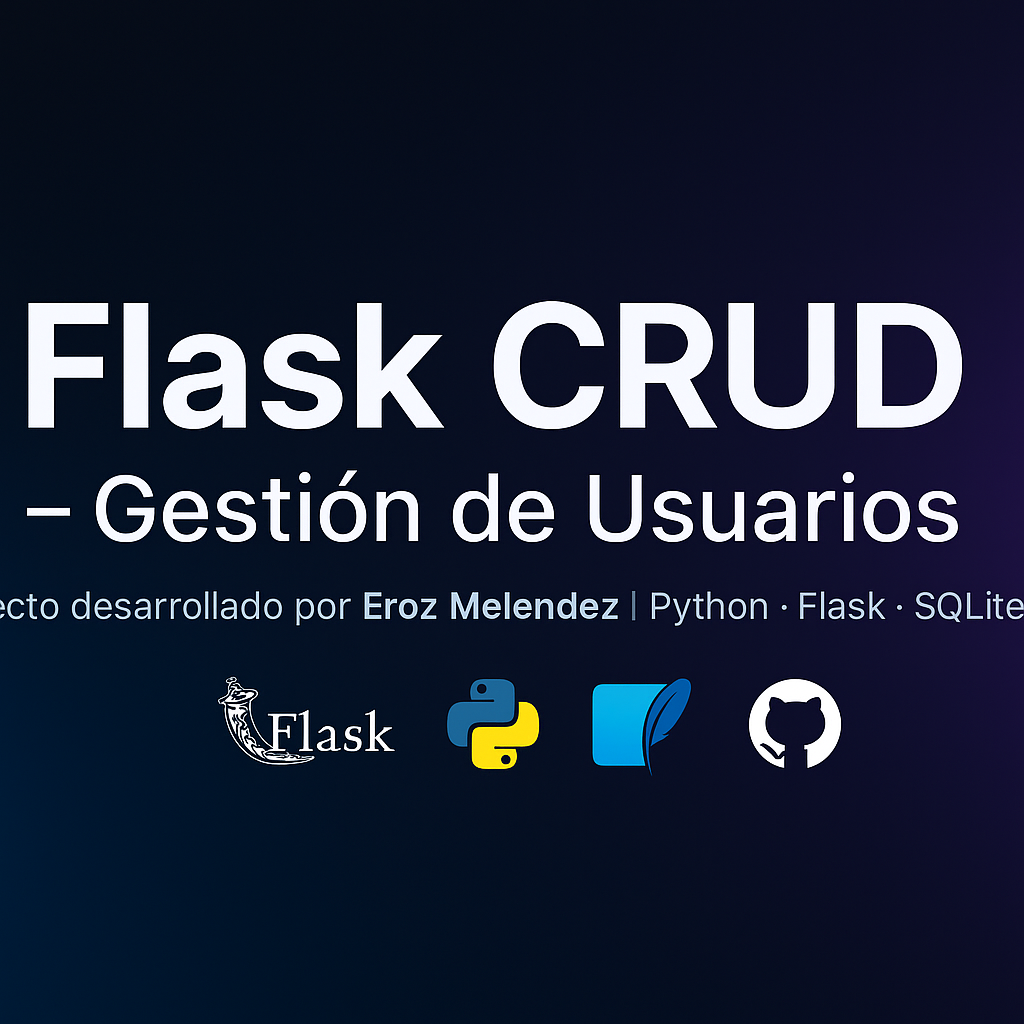 Flask CRUD
– Gestión de Usuarios
ecto desarrollado por Eroz Melendez | Python · Flask · SQLite
Flask